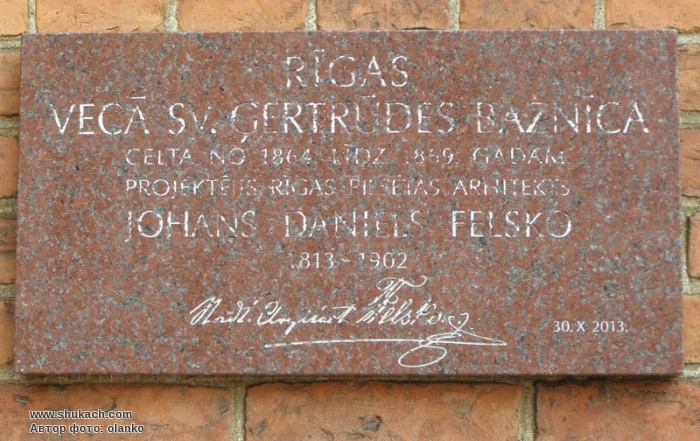 RĪGAS
VECĀ SV. ĢERTRŪDES BAZNĪCA
CELTA NO 1864. LĪDZ 1869. GADAM
PROJEKTĒJIS RĪGAS PILSĒTAS ARHITEKTS
JOHANS DANIELS FELSKO
1813 - 1902
Felsko
30. X 2013.
www.shukach.com
Автор фото: olanko